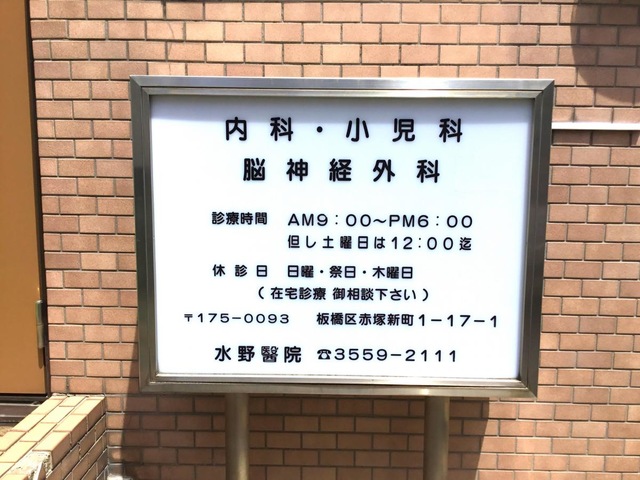 内科・小児科
脳神経外科
診療時間 AM9:00〜PM6:00
但し土曜日は12:00迄
休診日 日曜・祭日・木曜日
(在宅診療 御相談下さい)
〒175-0093 板橋区赤塚新町1-17-1
水野醫院 ☎3559-2111